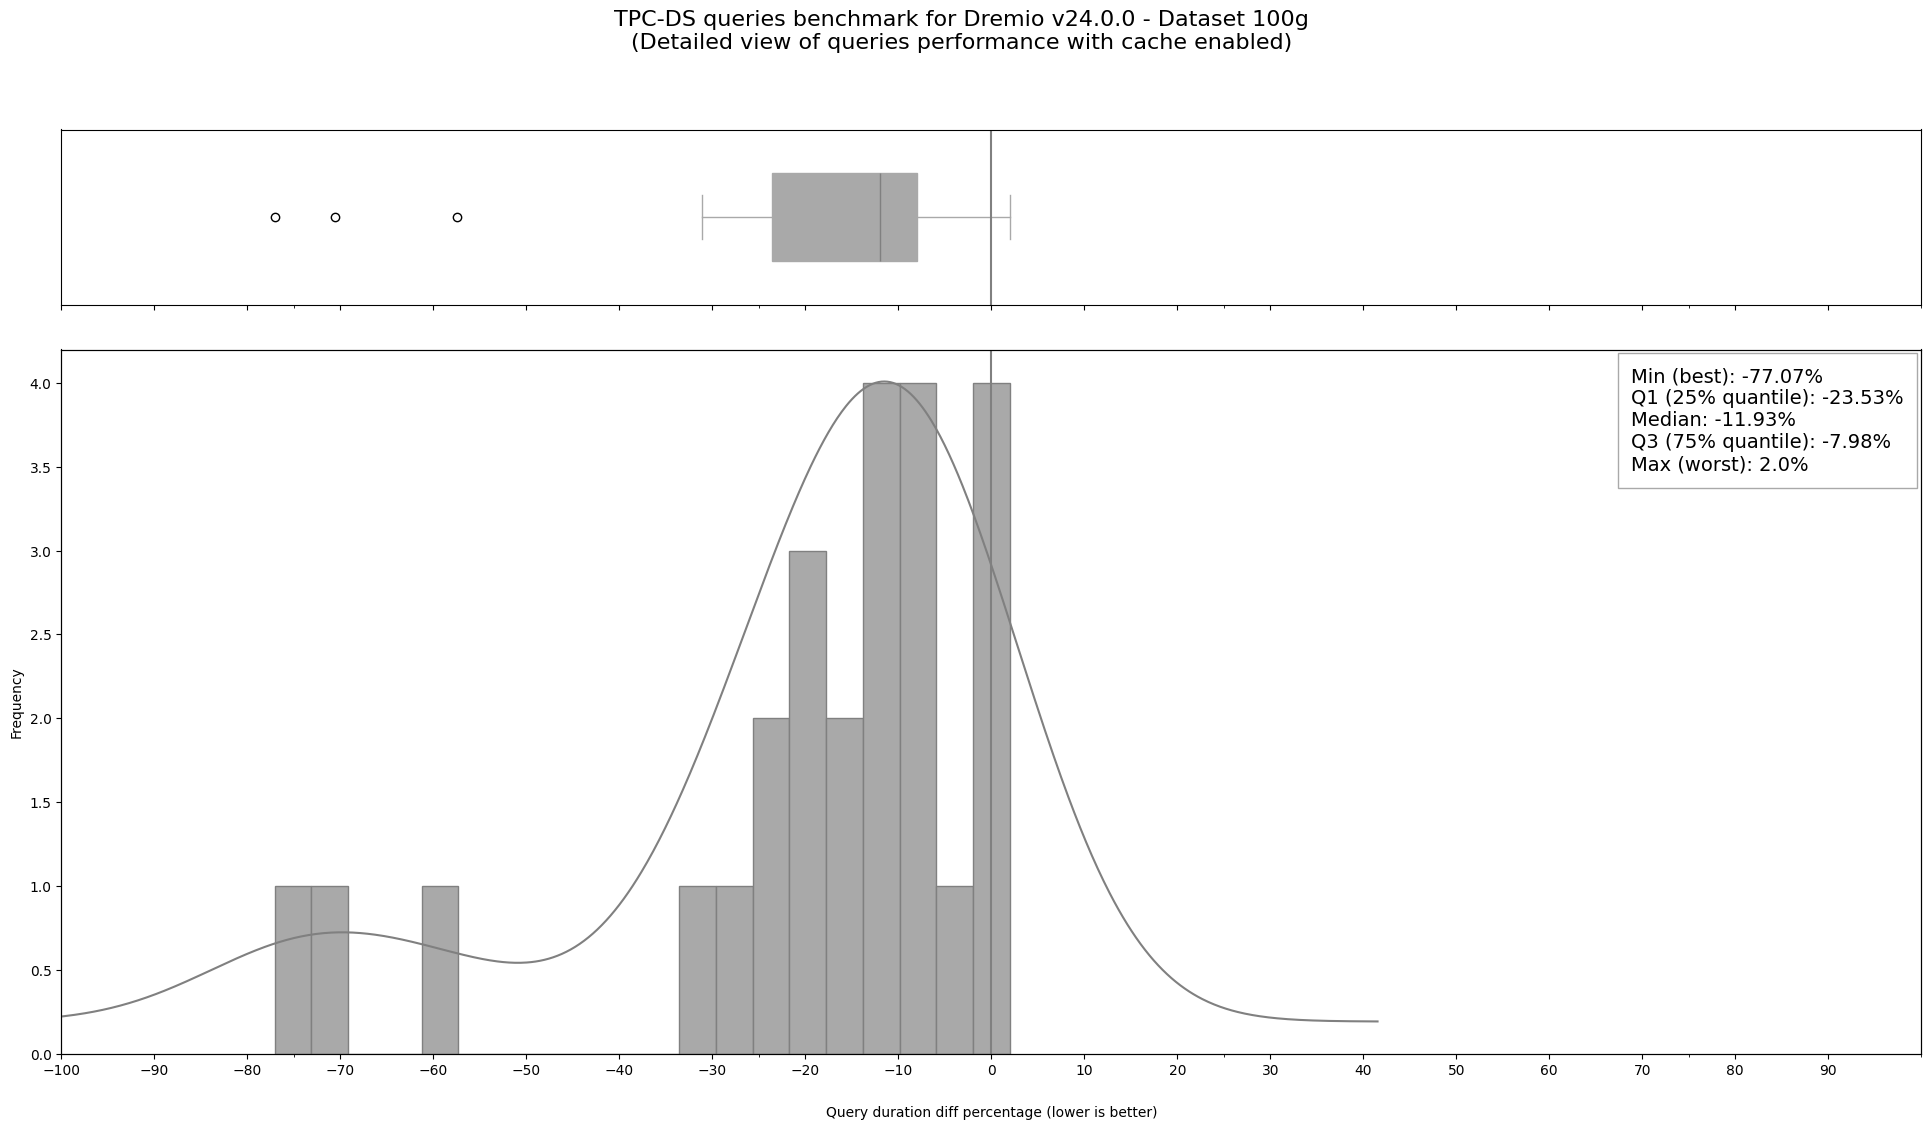 TPC-DS queries benchmark for Dremio v24.0.0 - Dataset 100g
(Detailed view of queries performance with cache enabled)
Min (best): -77.07%
Q1 (25% quantile): -23.53%
Median: -11.93%
Q3 (75% quantile): -7.98%
Max (worst): 2.0%
4.0
3.5
3.0
2.5
2.0
1.5
1.0
0.5
0.0
Frequency
−100 −90 −80 −70 −60 −50 −40 −30 −20 −10 0 10 20 30 40 50 60 70 80 90
Query duration diff percentage (lower is better)